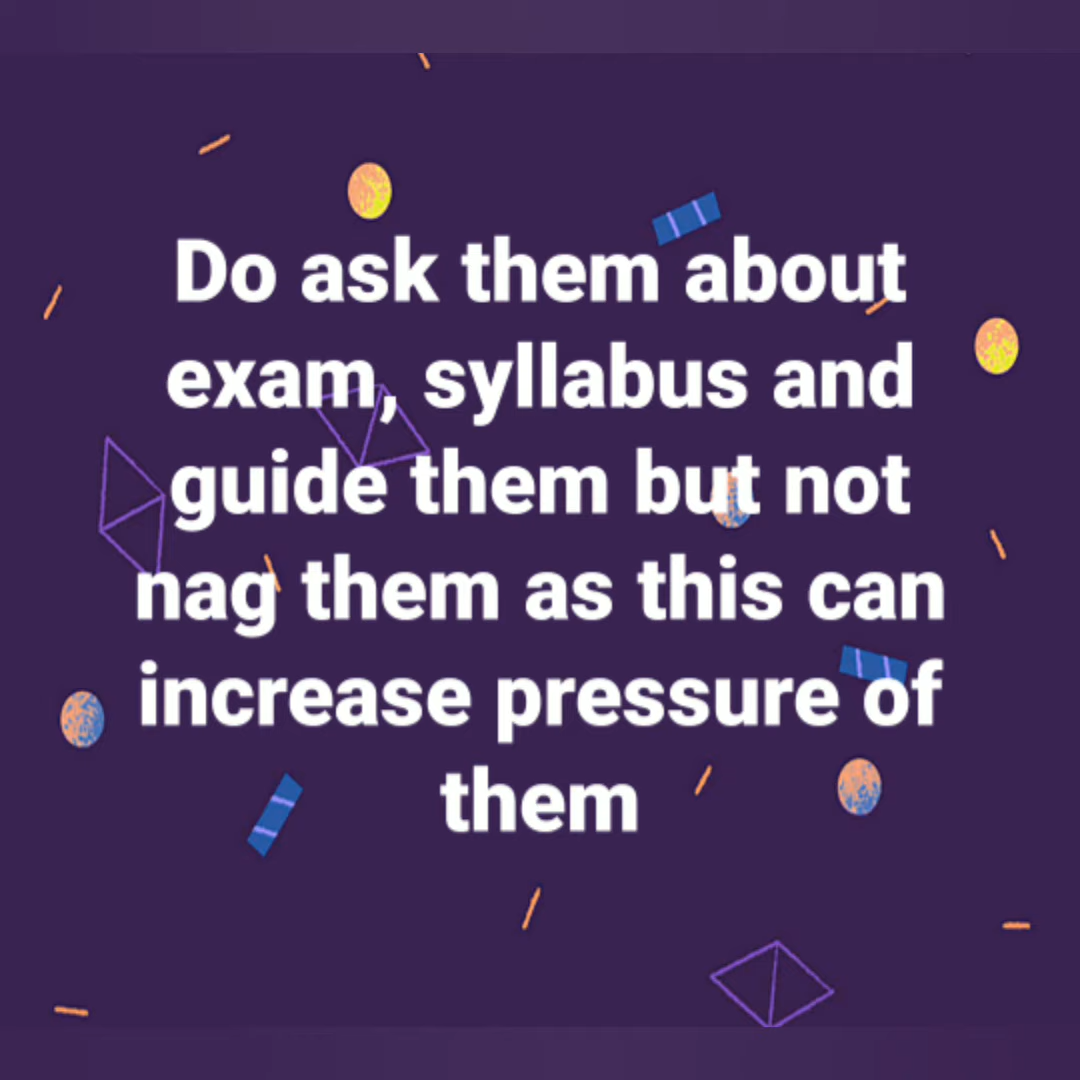 Do ask them about
exam, syllabus and
guide them but not
nag them as this can
increase pressure of
them